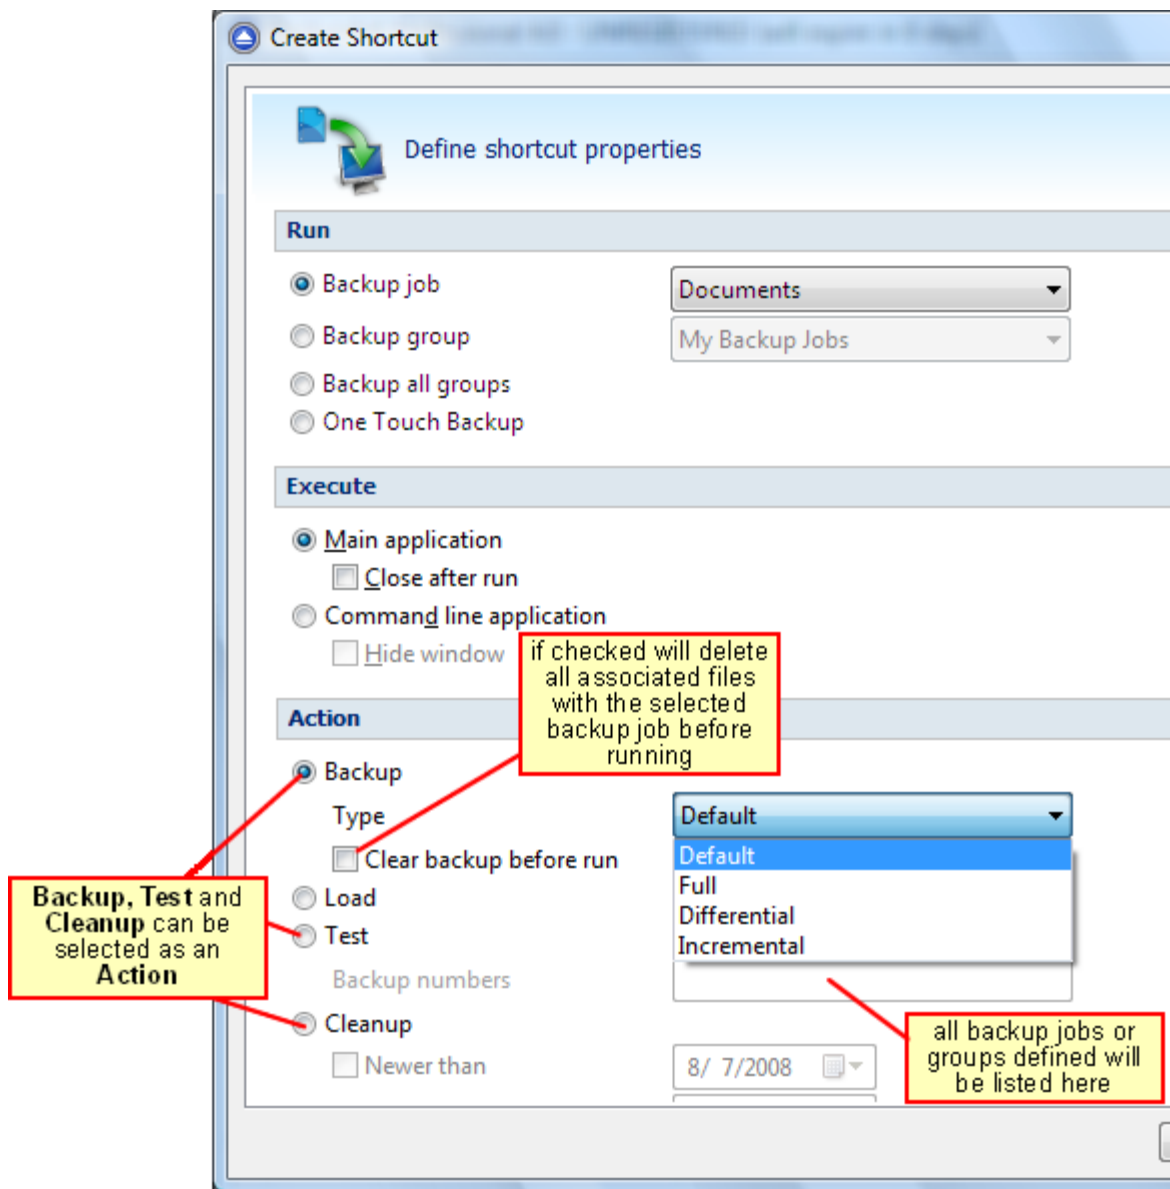 Create Shortcut
Define shortcut properties
Run
Backup job
Documents
Backup group
My Backup Jobs
Backup all groups
One Touch Backup
Execute
Main application
Close after run
Command line application
Hide window
if checked will delete
all associated files
with the selected
backup job before
running
Action
Backup
Type
Default
Clear backup before run
Default
Full
Differential
Incremental
Load
Test
Backup numbers
Backup, Test and
Cleanup can be
selected as an
Action
Cleanup
Newer than
8/ 7/2008
all backup jobs or
groups defined will
be listed here